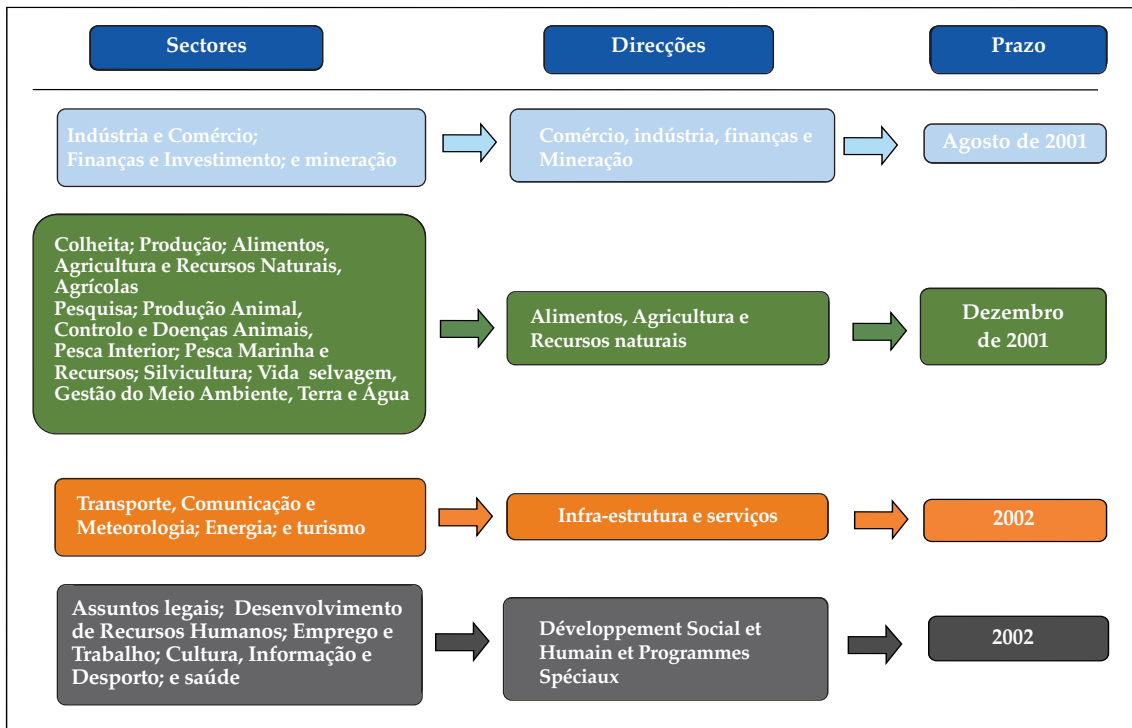 Sectores
Direcções
Prazo
Indústria e Comércio;
Finanças e Investimento; e mineração
Comércio, indústria, finanças e
Mineração
Agosto de 2001
Colheita; Produção; Alimentos,
Agricultura e Recursos Naturais,
Agrícolas
Pesquisa; Produção Animal,
Controlo e Doenças Animais,
Pesca Interior; Pesca Marinha e
Recursos; Silvicultura; Vida selvagem,
Gestão do Meio Ambiente, Terra e Água
Alimentos, Agricultura e
Recursos naturais
Dezembro
de 2001
Transporte, Comunicação e
Meteorologia; Energia; e turismo
Infra-estrutura e serviços
2002
Assuntos legais; Desenvolvimento
de Recursos Humanos; Emprego e
Trabalho; Cultura, Informação e
Desporto; e saúde
Développement Social et
Humain et Programmes
Spéciaux
2002